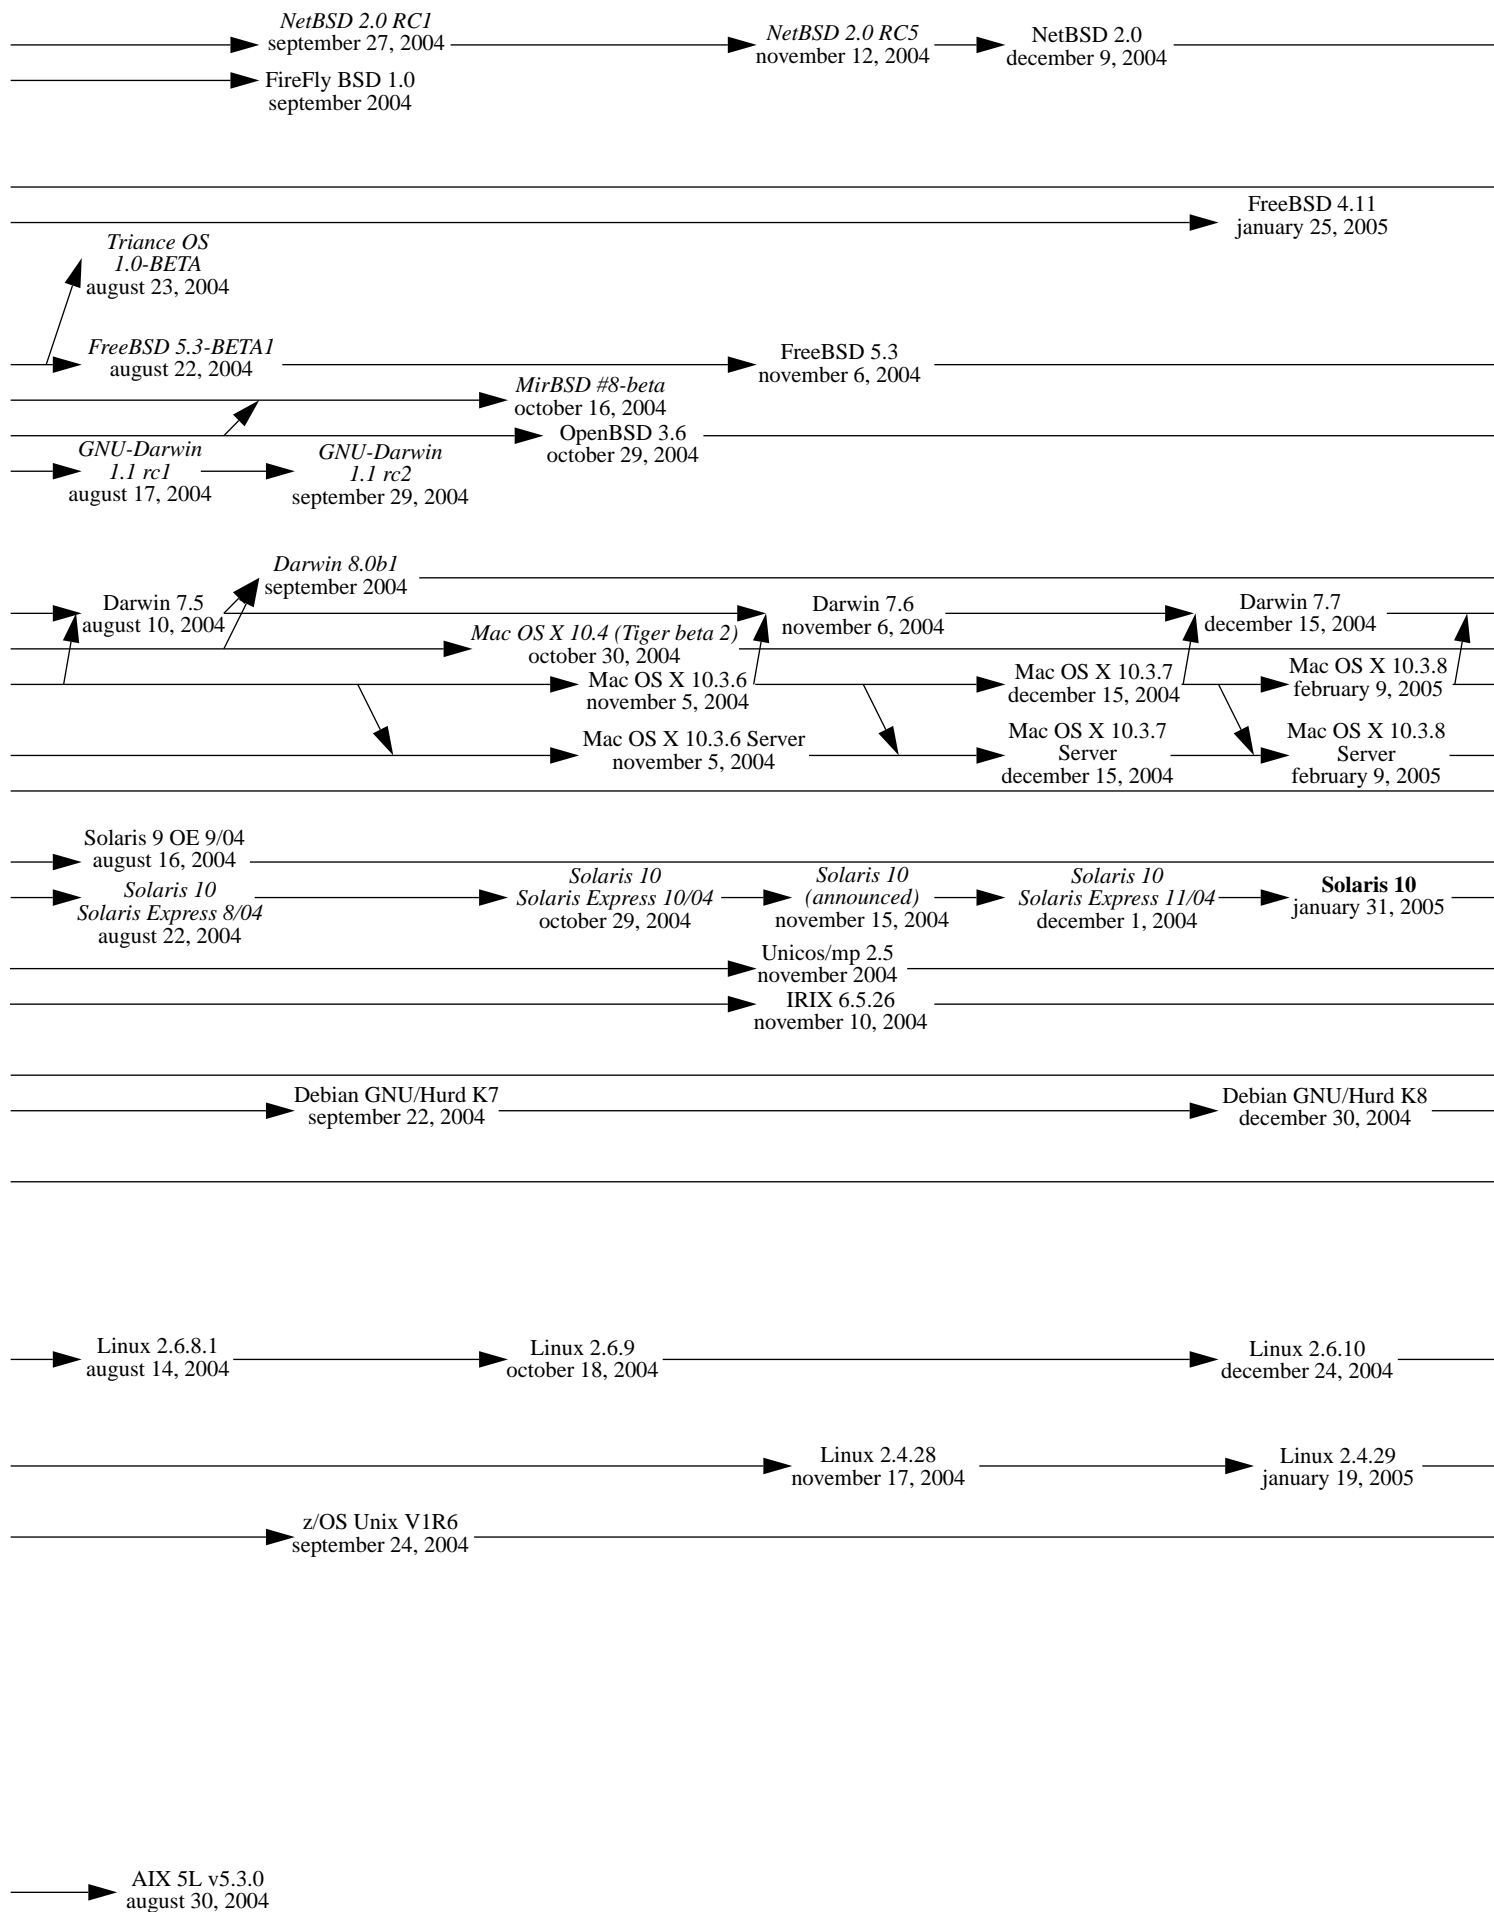 NetBSD 2.0 RC1
september 27, 2004
NetBSD 2.0 RC5
november 12, 2004
NetBSD 2.0
december 9, 2004
FireFly BSD 1.0
september 2004
FreeBSD 4.11
january 25, 2005
Triance OS
1.0-BETA
august 23, 2004
FreeBSD 5.3-BETA1
august 22, 2004
FreeBSD 5.3
november 6, 2004
MirBSD #8-beta
october 16, 2004
OpenBSD 3.6
october 29, 2004
GNU-Darwin
1.1 rc1
august 17, 2004
GNU-Darwin
1.1 rc2
september 29, 2004
Darwin 8.0b1
september 2004
Darwin 7.5
august 10, 2004
Darwin 7.6
november 6, 2004
Darwin 7.7
december 15, 2004
Mac OS X 10.4 (Tiger beta 2)
october 30, 2004
Mac OS X 10.3.6
november 5, 2004
Mac OS X 10.3.7
december 15, 2004
Mac OS X 10.3.8
february 9, 2005
Mac OS X 10.3.6 Server
november 5, 2004
Mac OS X 10.3.7
Server
december 15, 2004
Mac OS X 10.3.8
Server
february 9, 2005
Solaris 9 OE 9/04
august 16, 2004
Solaris 10
Solaris Express 8/04
august 22, 2004
Solaris 10
Solaris Express 10/04
october 29, 2004
Solaris 10
(announced)
november 15, 2004
Solaris 10
Solaris Express 11/04
december 1, 2004
Solaris 10
january 31, 2005
Unicos/mp 2.5
november 2004
IRIX 6.5.26
november 10, 2004
Debian GNU/Hurd K7
september 22, 2004
Debian GNU/Hurd K8
december 30, 2004
Linux 2.6.8.1
august 14, 2004
Linux 2.6.9
october 18, 2004
Linux 2.6.10
december 24, 2004
Linux 2.4.28
november 17, 2004
Linux 2.4.29
january 19, 2005
z/OS Unix V1R6
september 24, 2004
AIX 5L v5.3.0
august 30, 2004